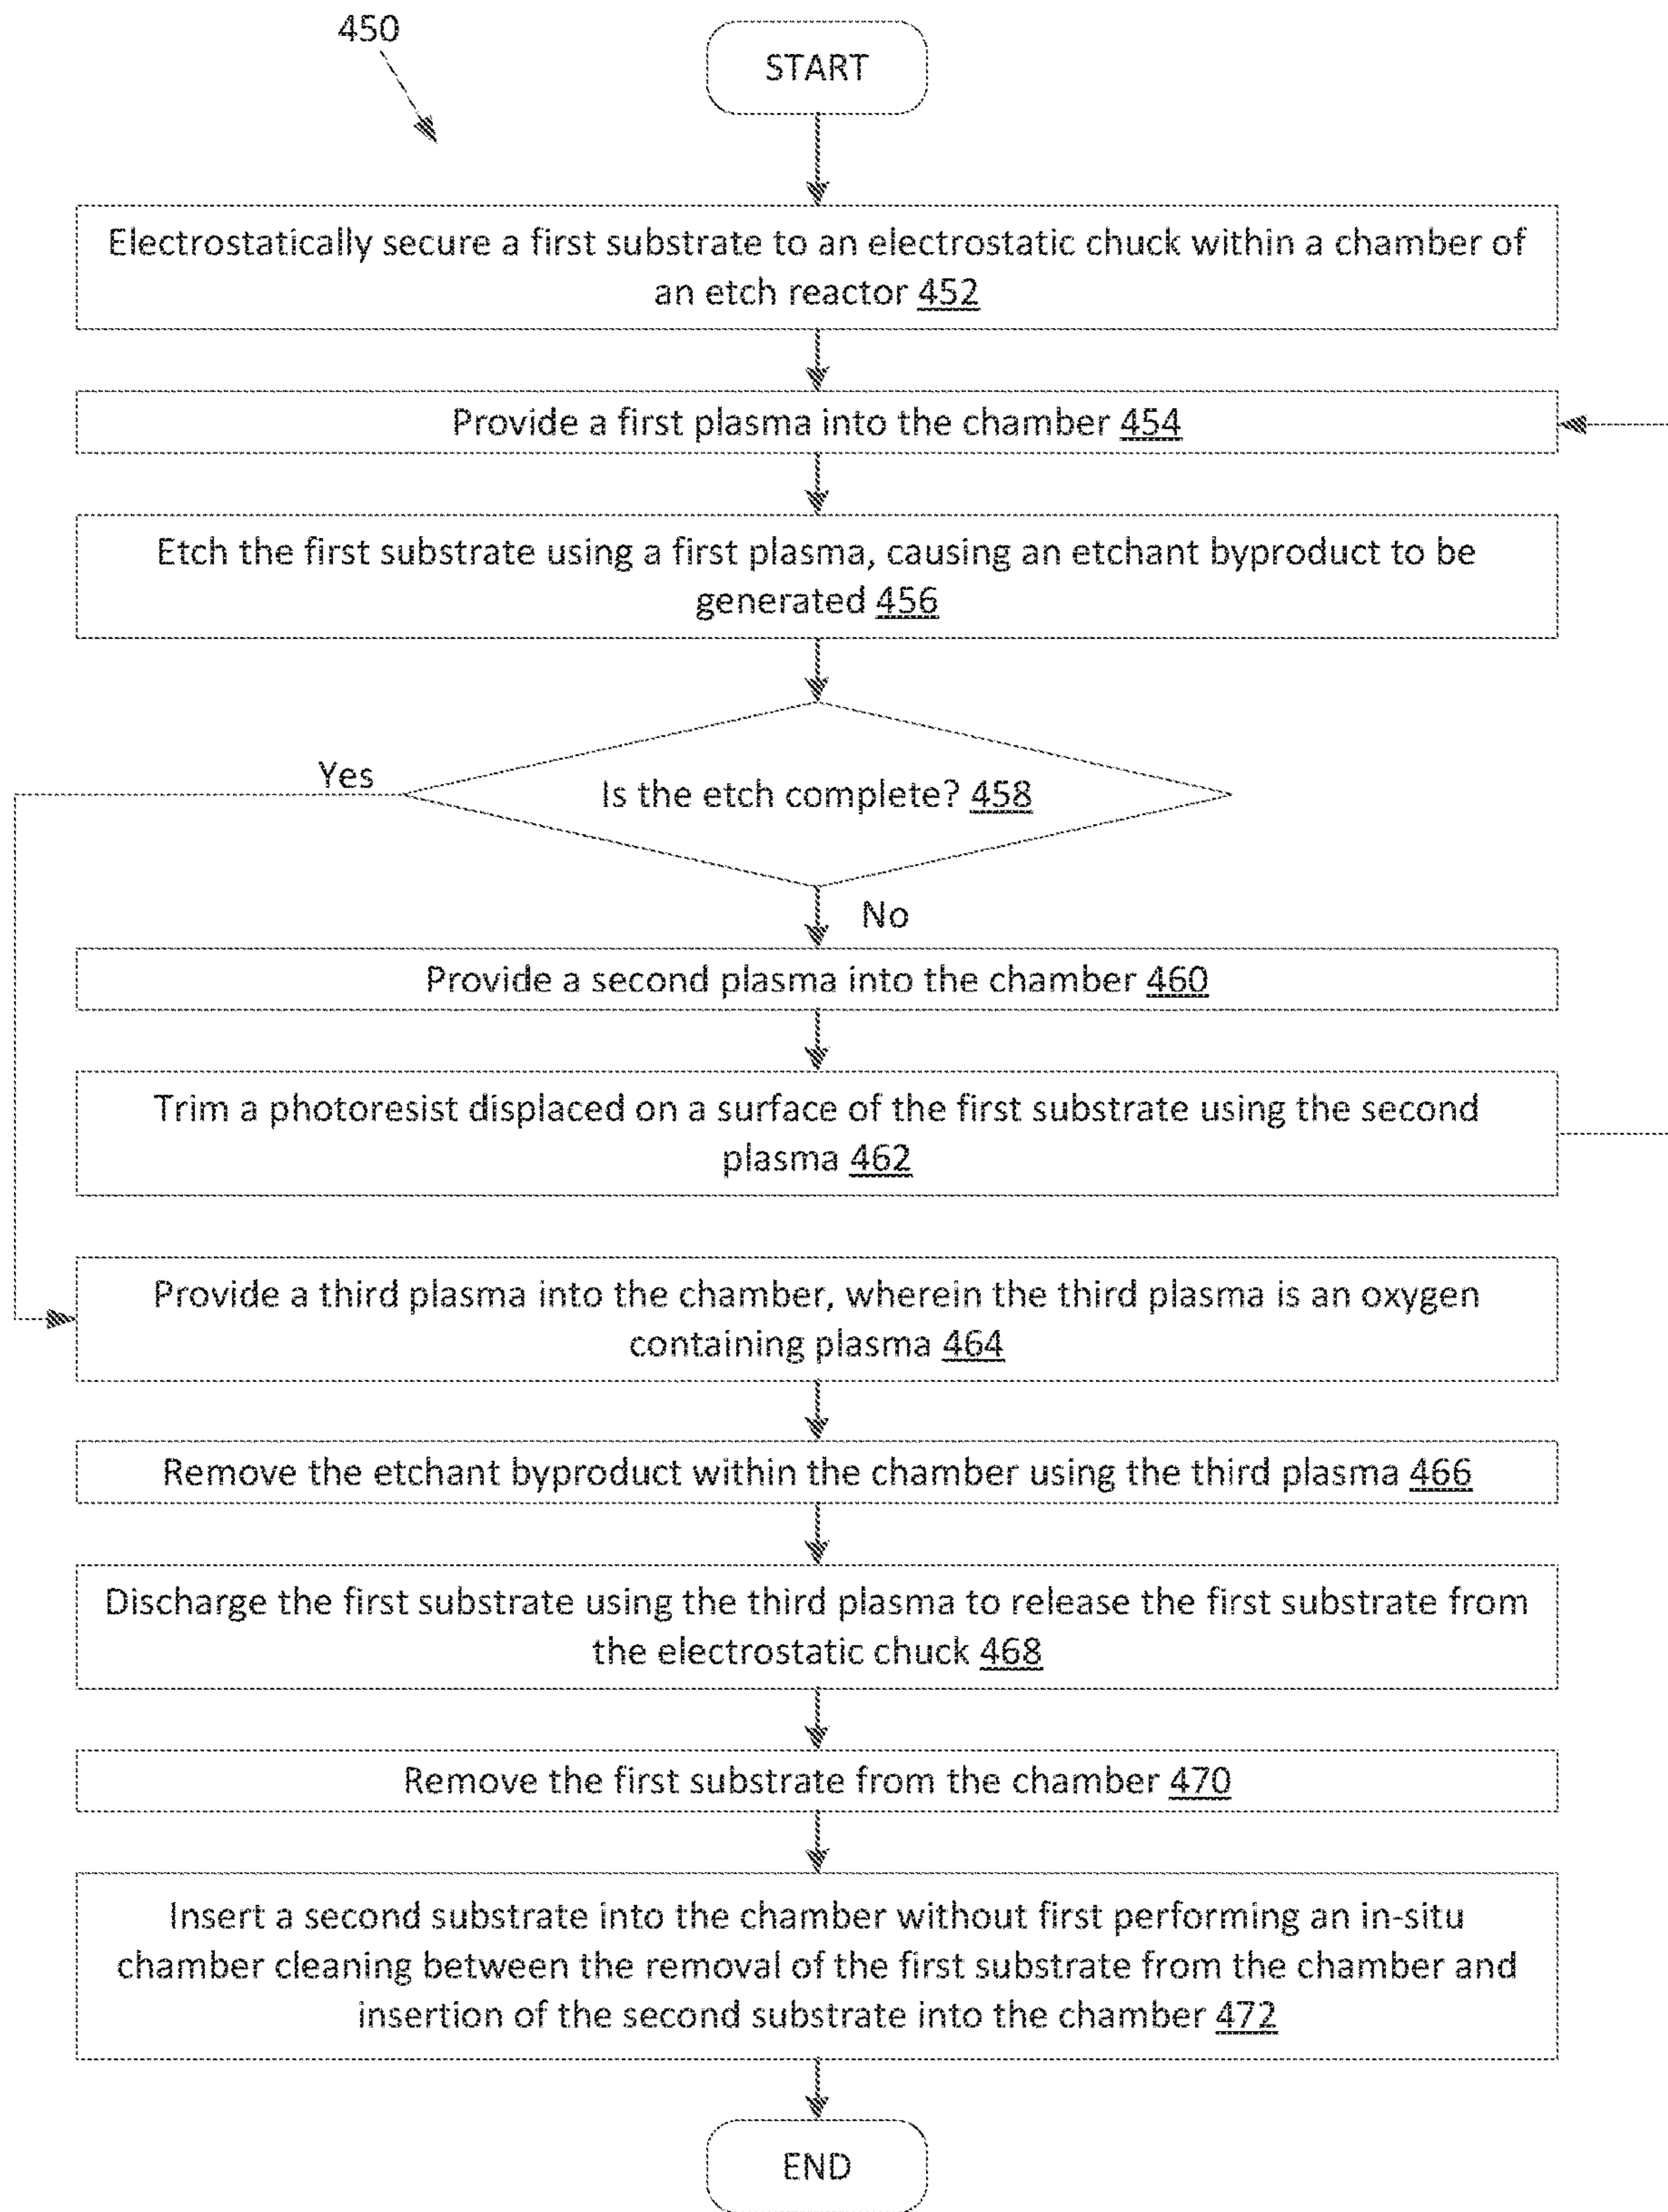 450
START
Electrostatically secure a first substrate to an electrostatic chuck within a chamber of
an etch reactor 452
Provide a first plasma into the chamber 454
Etch the first substrate using a first plasma, causing an etchant byproduct to be
generated 456
Yes
Is the etch complete? 458
No
Provide a second plasma into the chamber 460
Trim a photoresist displaced on a surface of the first substrate using the second
plasma 462
Provide a third plasma into the chamber, wherein the third plasma is an oxygen
containing plasma 464
Remove the etchant byproduct within the chamber using the third plasma 466
Discharge the first substrate using the third plasma to release the first substrate from
the electrostatic chuck 468
Remove the first substrate from the chamber 470
Insert a second substrate into the chamber without first performing an in-situ
chamber cleaning between the removal of the first substrate from the chamber and
insertion of the second substrate into the chamber 472
END